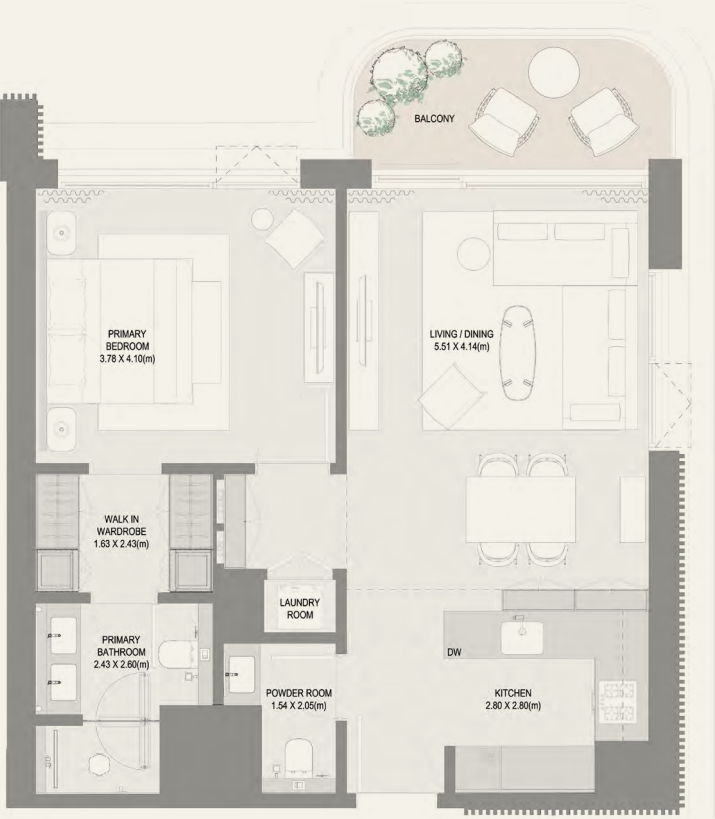 BALCONY
PRIMARY
BEDROOM
3.78 X 4.10(m)
LIVING / DINING
5.51 X 4.14(m)
WALK IN
WARDROBE
1.63 X 2.43(m)
LAUNDRY
ROOM
PRIMARY
BATHROOM
2.43 X 2.60(m)
DW
POWDER ROOM
1.54 X 2.05(m)
KITCHEN
2.80 X 2.80(m)